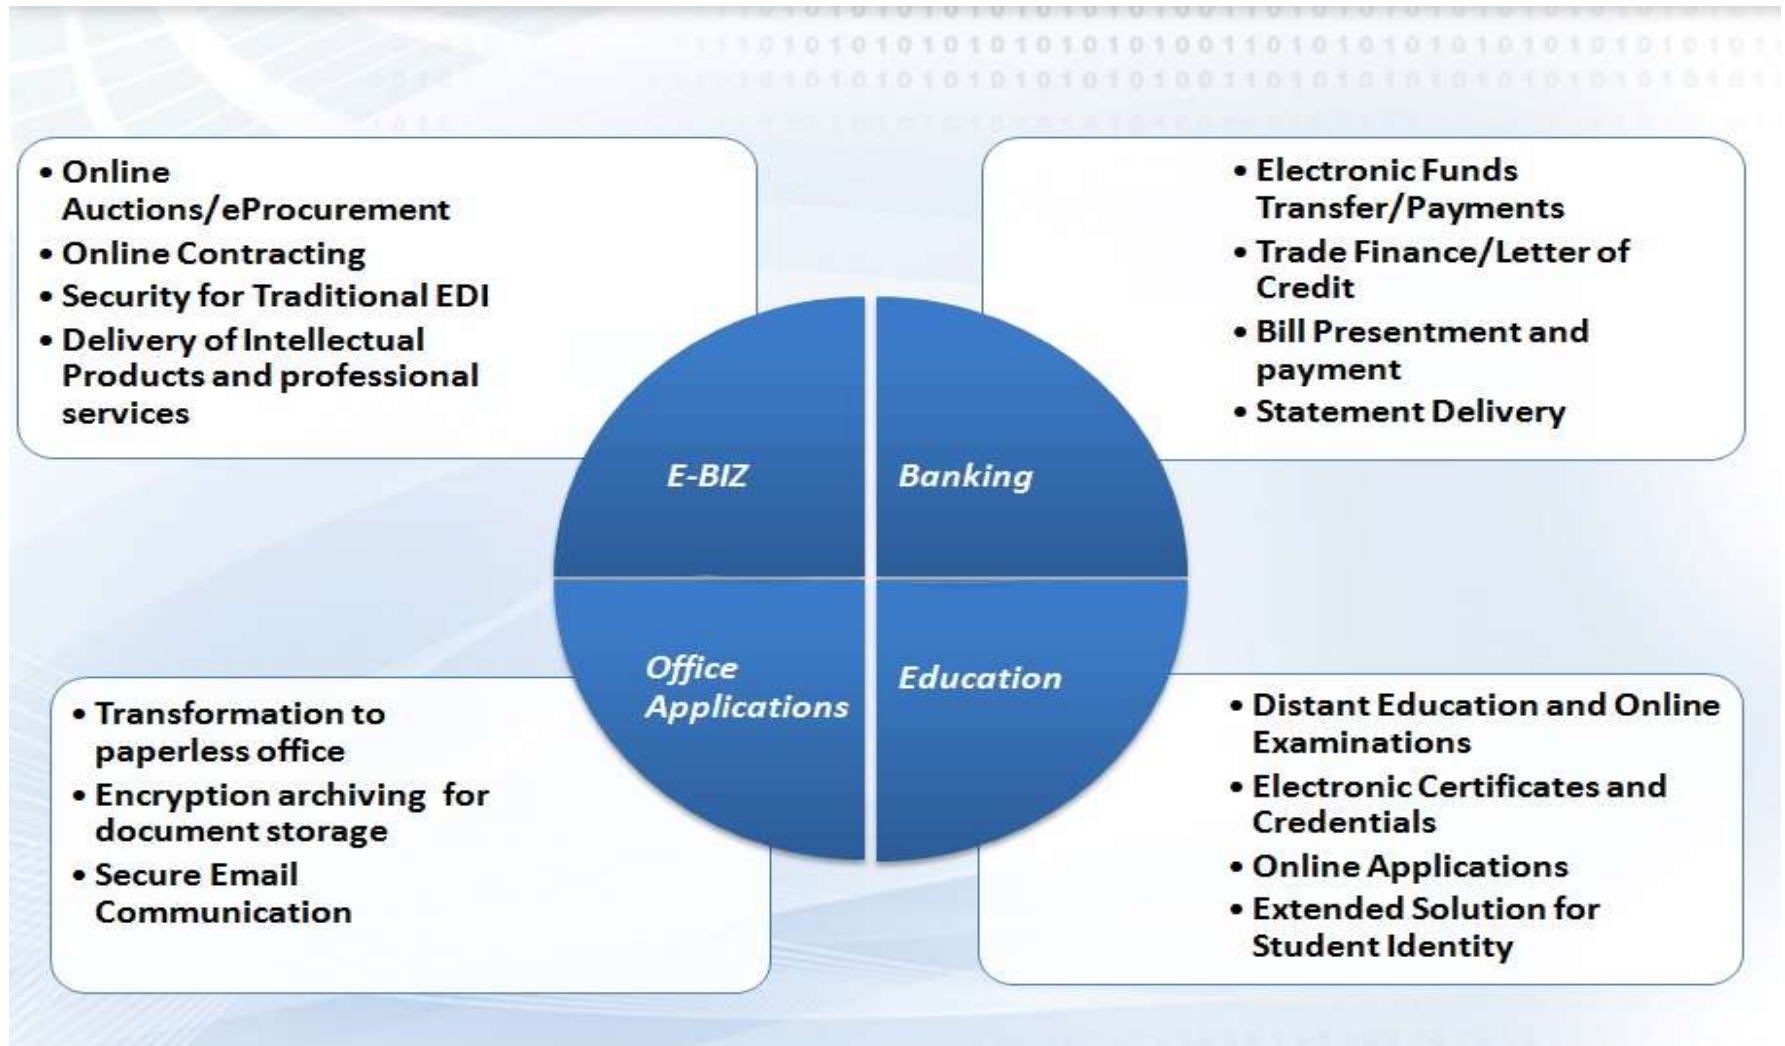 • Online
Auctions/eProcurement
• Online Contracting
• Security for Traditional EDI
• Delivery of Intellectual
Products and professional
services
• Electronic Funds
Transfer/Payments
• Trade Finance/Letter of
Credit
• Bill Presentment and
payment
• Statement Delivery
E-BIZ
Banking
Office
Applications
Education
• Transformation to
paperless office
• Encryption archiving for
document storage
• Secure Email
Communication
• Distant Education and Online
Examinations
• Electronic Certificates and
Credentials
• Online Applications
• Extended Solution for
Student Identity